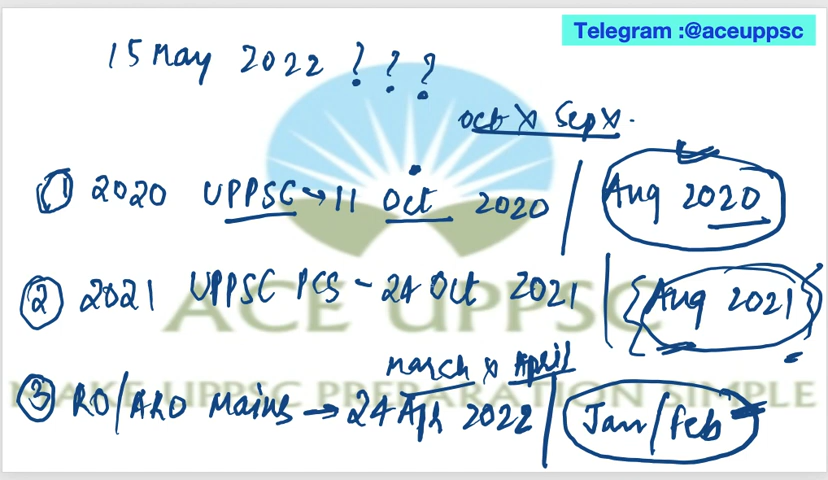 Telegram :@aceuppsc
15 May 2022 ? ? ?
Oct x Sep x.
① 2020 UPPSC → 11 Oct 2020 | Aug 2020
② 2021 UPPSC PCS - 24 Oct 2021 | { Aug 2021 }
ACE UPPSC
March x April
MAKE UPPSC PREPARATION SIMPLE
③ RO/ARO Mains → 24 Apr 2022 | Jan/Feb